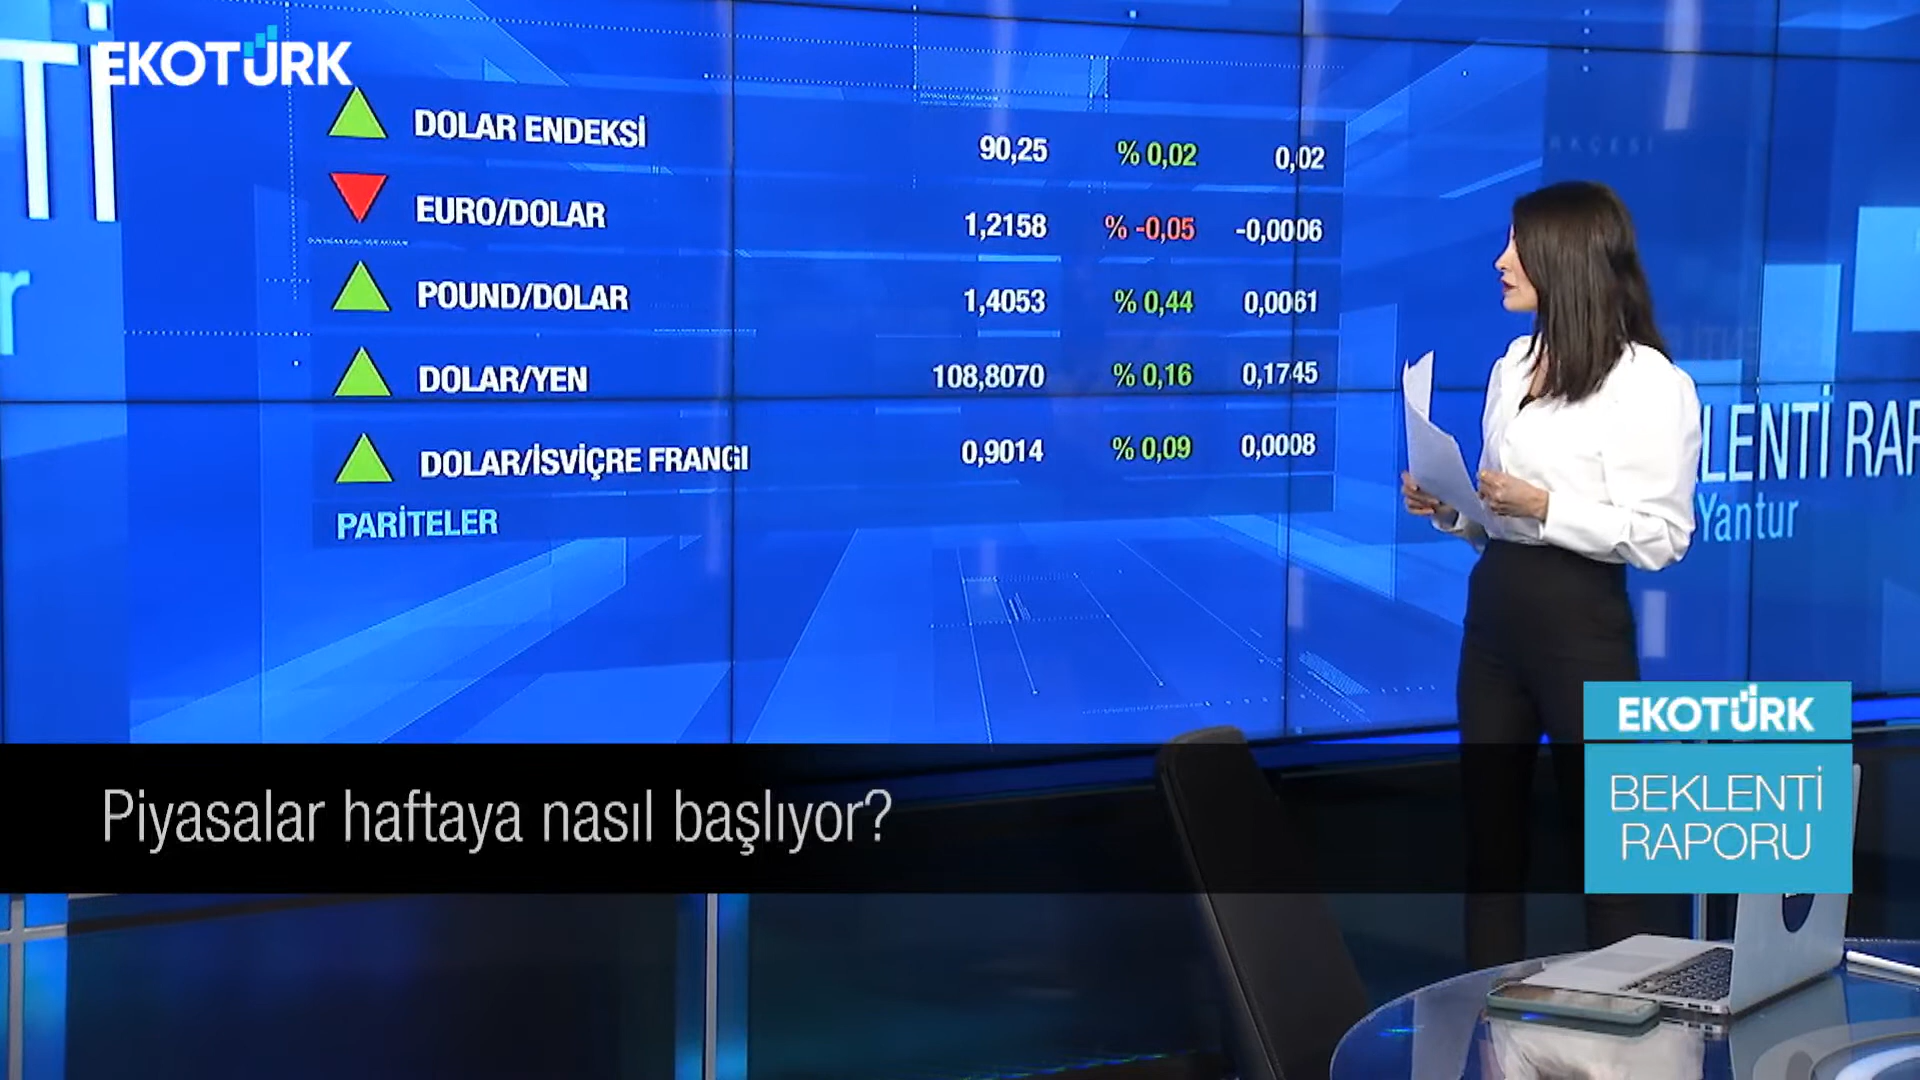 EKOTÜRK
Tİ
r
DOLAR ENDEKSİ 90,25 % 0,02 0,02
EURO/DOLAR 1,2158 % -0,05 -0,0006
POUND/DOLAR 1,4053 % 0,44 0,0061
DOLAR/YEN 108,8070 % 0,16 0,1745
DOLAR/İSVİÇRE FRANGI 0,9014 % 0,09 0,0008
PARİTELER
LENTİ RAP
Yantur
EKOTÜRK
BEKLENTİ
RAPORU
Piyasalar haftaya nasıl başlıyor?